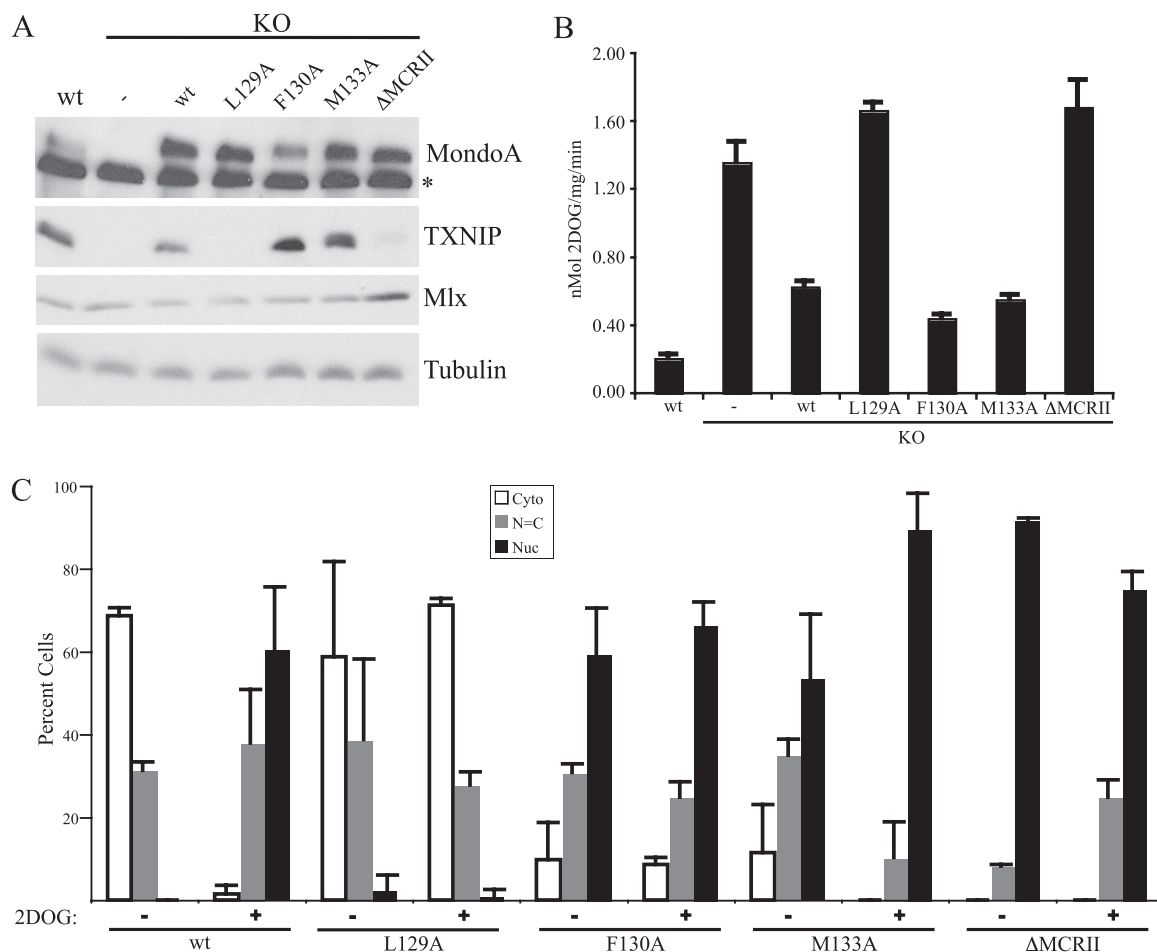 A
KO
wt - wt L129A F130A M133A ΔMCRII
MondoA
*
TXNIP
Mlx
Tubulin
B
nMol 2DOG/mg/min
2.00
1.60
1.20
0.80
0.40
0.00
wt - wt L129A F130A M133A ΔMCRII
KO
C
Percent Cells
100
80
60
40
20
Cyto
N=C
Nuc
2DOG: - + - + - + - + - +
wt L129A F130A M133A ΔMCRII